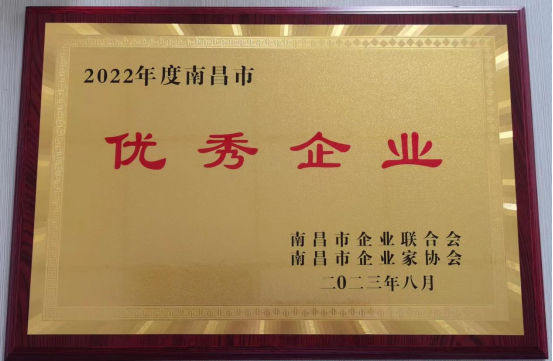 2022年度南昌市
优秀企业
南昌市企业联合会
南昌市企业家协会
二0二三年八月